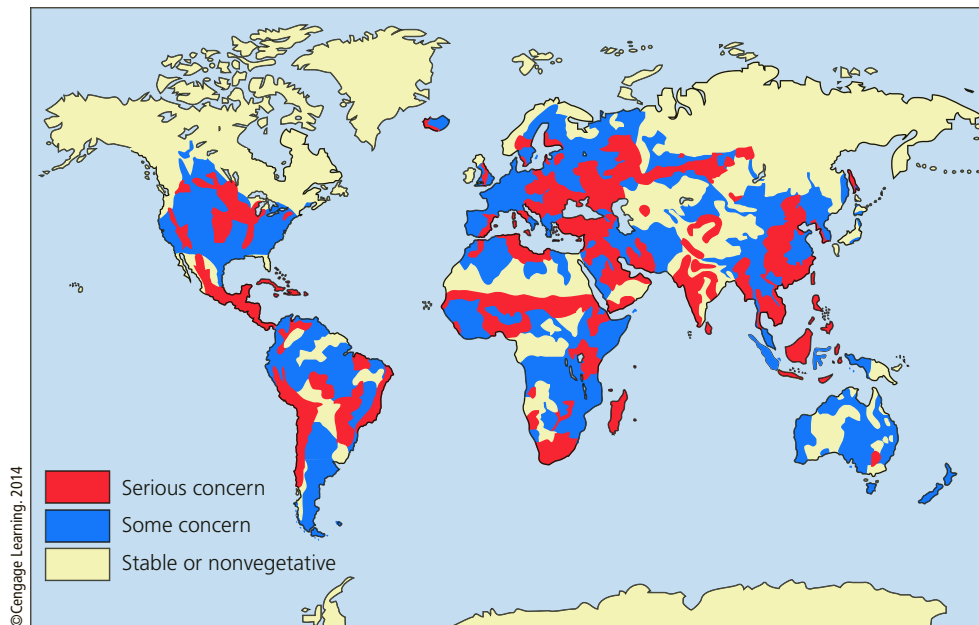 Serious concern
Some concern
Stable or nonvegetative
©Cengage Learning. 2014